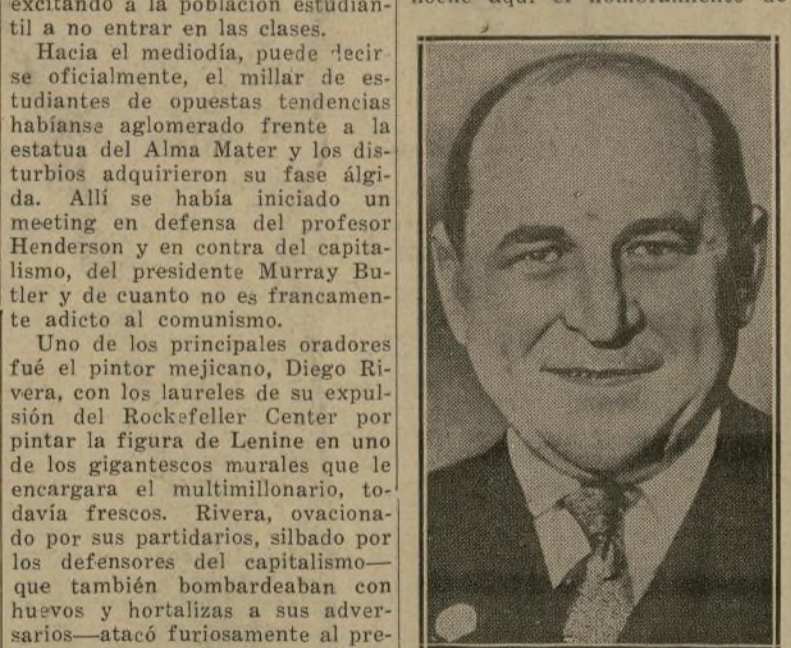 excitando a la población estudian-
til a no entrar en las clases.
Hacia el mediodía, puede decir
se oficialmente, el millar de es-
tudiantes de opuestas tendencias
habíanse aglomerado frente a la
estatua del Alma Mater y los dis-
turbios adquirieron su fase álgi-
da. Allí se había iniciado un
meeting en defensa del profesor
Henderson y en contra del capita-
lismo, del presidente Murray Bu-
tler y de cuanto no es francamen-
te adicto al comunismo.
Uno de los principales oradores
fué el pintor mejicano, Diego Ri-
vera, con los laureles de su expul-
sión del Rockefeller Center por
pintar la figura de Lenine en uno
de los gigantescos murales que le
encargara el multimillonario, to-
davía frescos. Rivera, ovaciona-
do por sus partidarios, silbado por
los defensores del capitalismo—
que también bombardeaban con
huevos y hortalizas a sus adver-
sarios—atacó furiosamente al pre-
noche aquí el nombramiento de